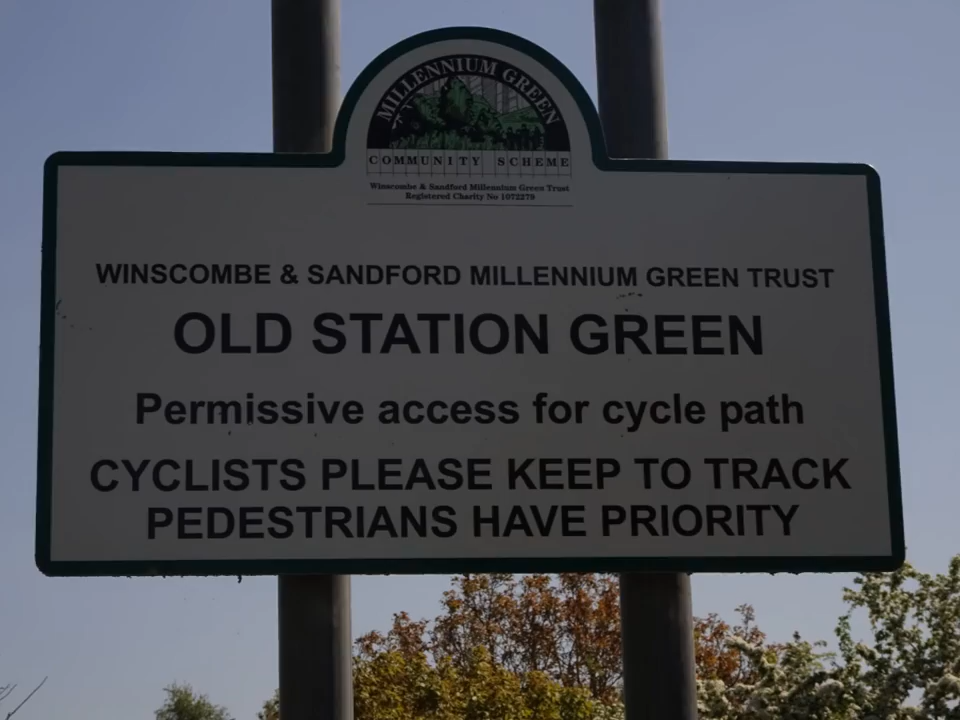 MILLENNIUM GREEN
COMMUNITY SCHEME
Winscombe & Sandford Millennium Green Trust
Registered Charity No 1072279
WINSCOMBE & SANDFORD MILLENNIUM GREEN TRUST
OLD STATION GREEN
Permissive access for cycle path
CYCLISTS PLEASE KEEP TO TRACK
PEDESTRIANS HAVE PRIORITY